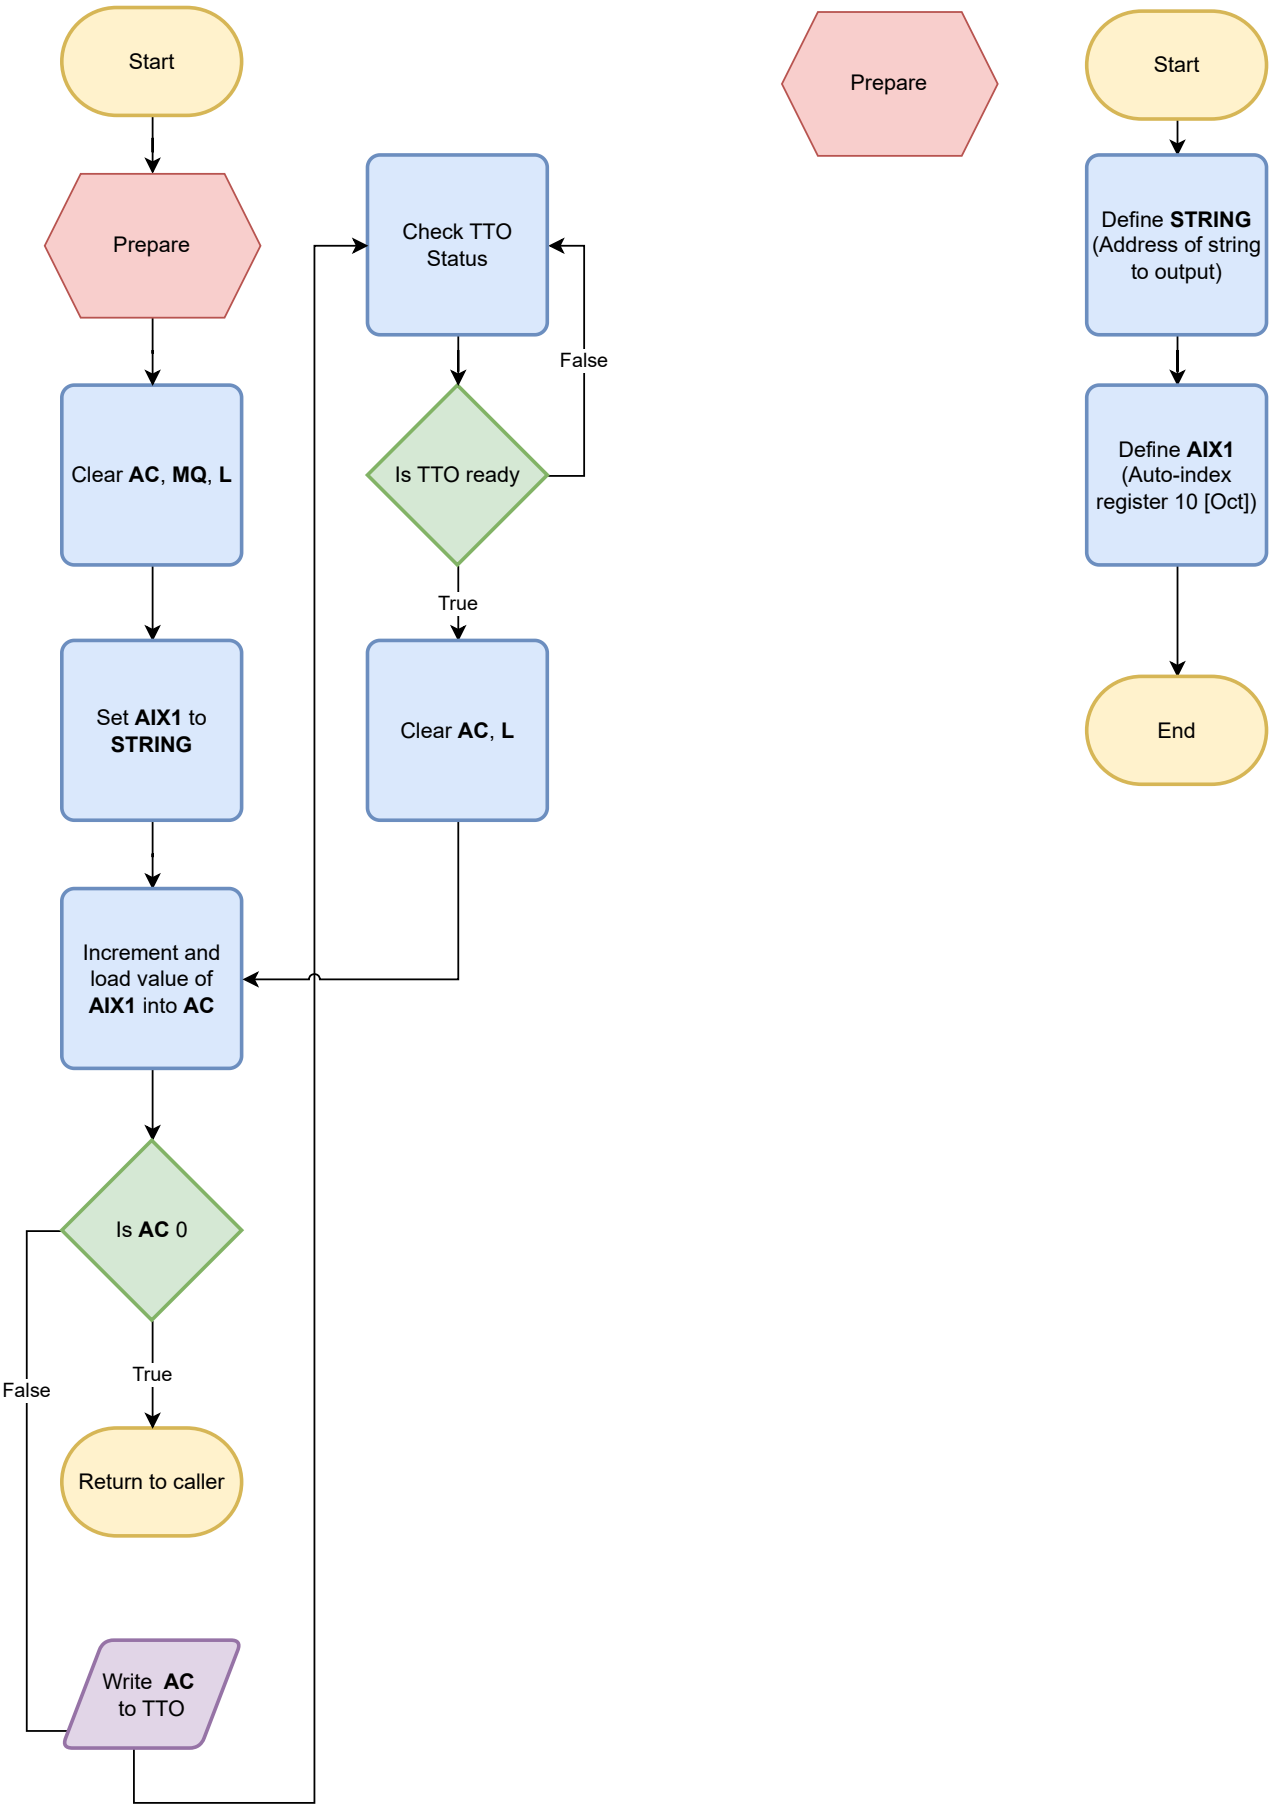 Start
Prepare
Clear AC, MQ, L
Set AIX1 to
STRING
Increment and
load value of
AIX1 into AC
Is AC 0
True
False
Return to caller
Write AC
to TTO
Check TTO
Status
False
Is TTO ready
True
Clear AC, L
Prepare
Start
Define STRING
(Address of string
to output)
Define AIX1
(Auto-index
register 10 [Oct])
End